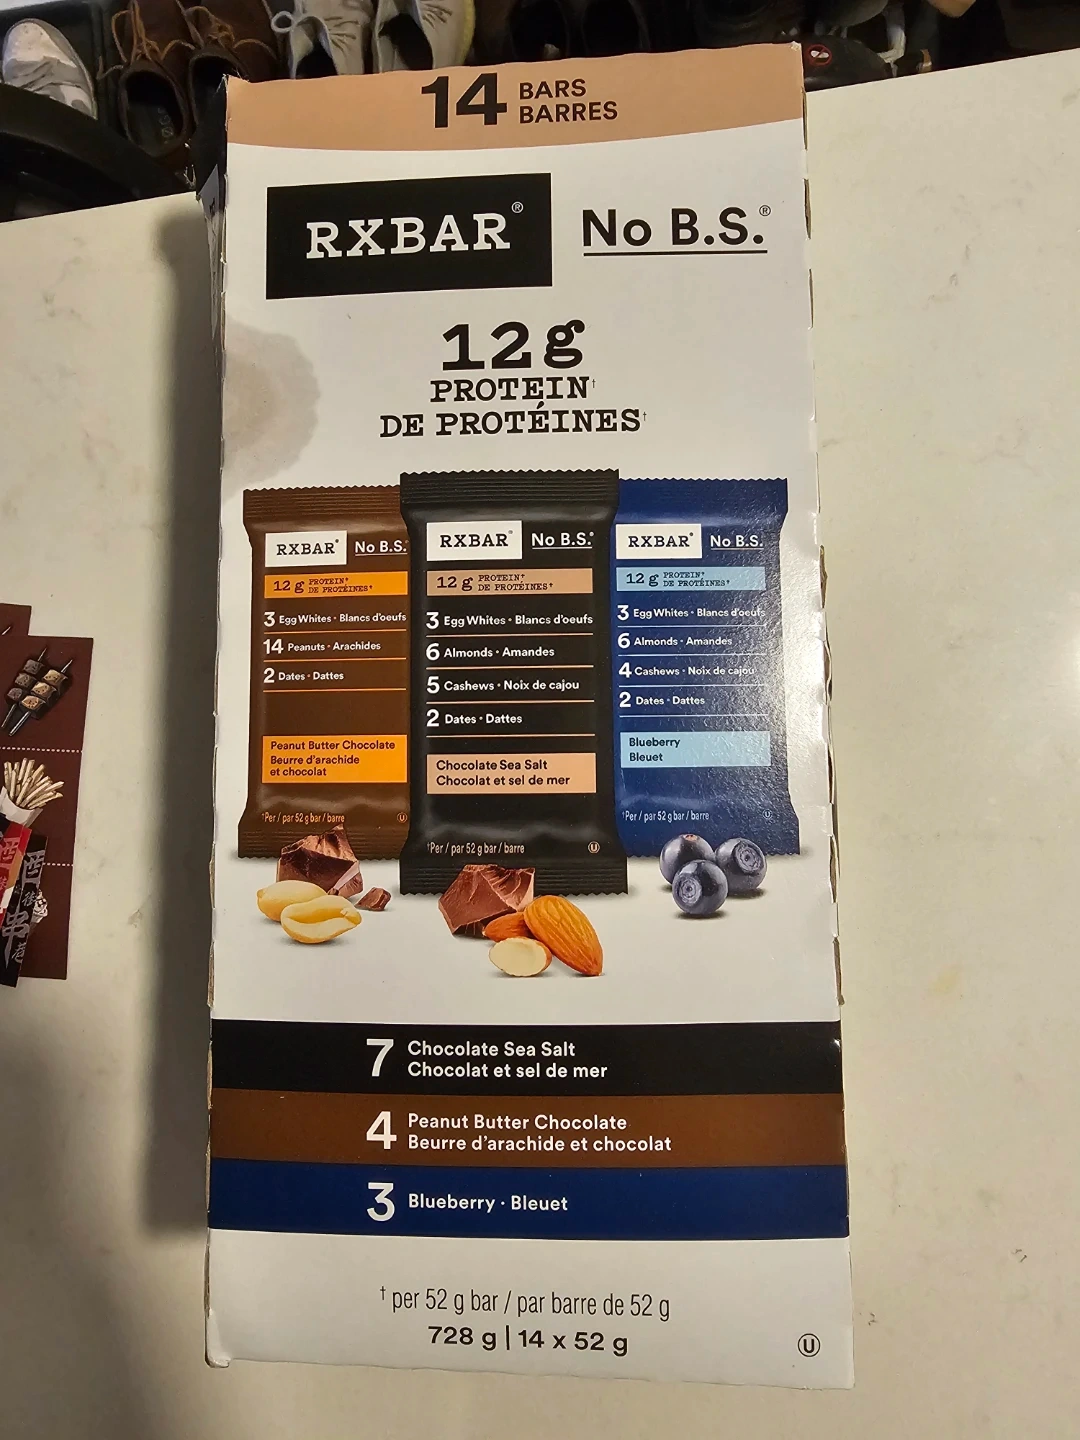 14 BARS
BARRES
RXBAR® No B.S.®
12g
PROTEIN†
DE PROTÉINES†
RXBAR® No B.S.®
12 g PROTEIN†
DE PROTÉINES†
3 Egg Whites • Blancs d'oeufs
14 Peanuts • Arachides
2 Dates • Dattes
Peanut Butter Chocolate
Beurre d'arachide
et chocolat
†Per / par 52 g bar / barre
RXBAR® No B.S.®
12 g PROTEIN†
DE PROTÉINES†
3 Egg Whites • Blancs d'oeufs
6 Almonds • Amandes
5 Cashews • Noix de cajou
2 Dates • Dattes
Chocolate Sea Salt
Chocolat et sel de mer
†Per / par 52 g bar / barre
U
RXBAR® No B.S.
12 g PROTEIN†
DE PROTÉINES†
3 Egg Whites • Blancs d'oeufs
6 Almonds • Amandes
4 Cashews • Noix de cajou
2 Dates • Dattes
Blueberry
Bleuet
†Per / par 52 g bar / barre
7 Chocolate Sea Salt
Chocolat et sel de mer
4 Peanut Butter Chocolate
Beurre d'arachide et chocolat
3 Blueberry · Bleuet
† per 52 g bar / par barre de 52 g
728 g | 14 x 52 g
U